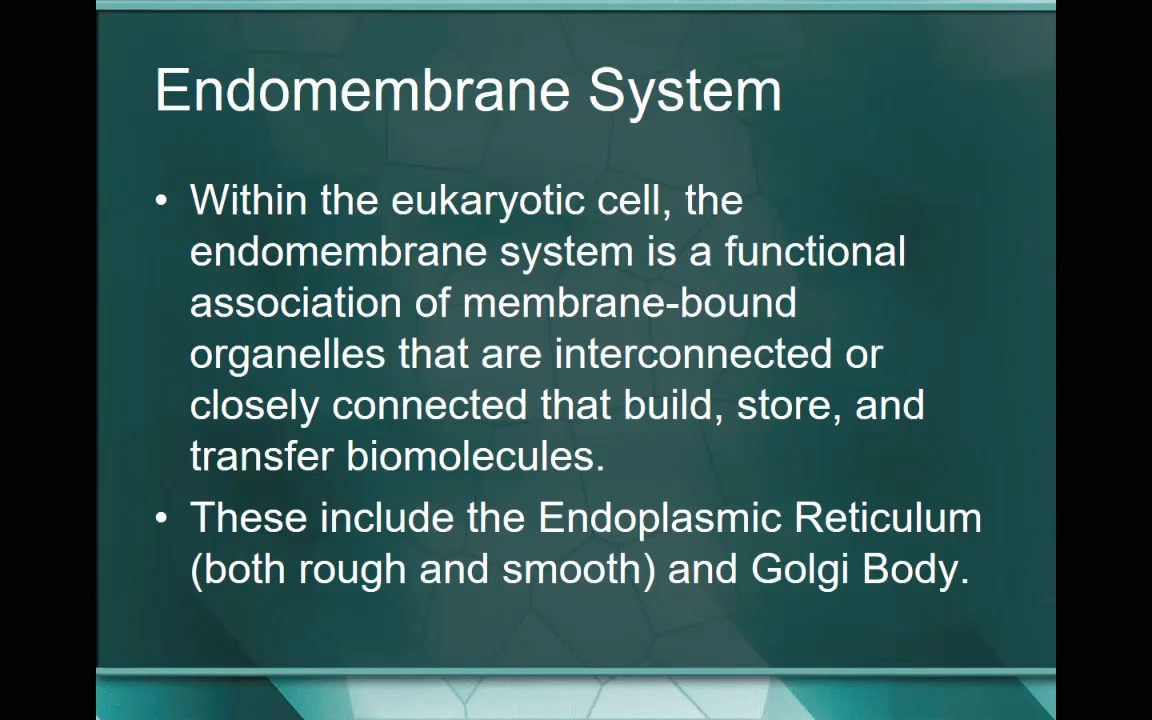 Endomembrane System
• Within the eukaryotic cell, the
endomembrane system is a functional
association of membrane-bound
organelles that are interconnected or
closely connected that build, store, and
transfer biomolecules.
• These include the Endoplasmic Reticulum
(both rough and smooth) and Golgi Body.